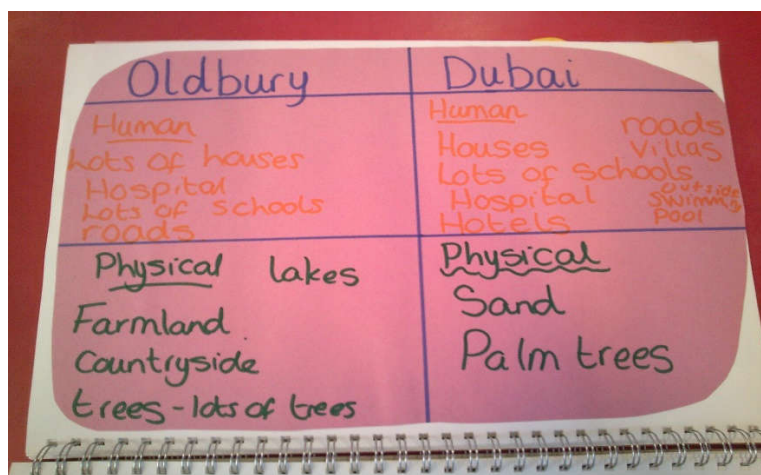 Oldbury
Human
Lots of houses
Hospital
Lots of schools
roads
Physical lakes
Farmland
Countryside
trees - lots of trees
Dubai
Human roads
Houses Villas
Lots of schools
Hospital outside
swimming
Hotels pool
Physical
Sand
Palm trees